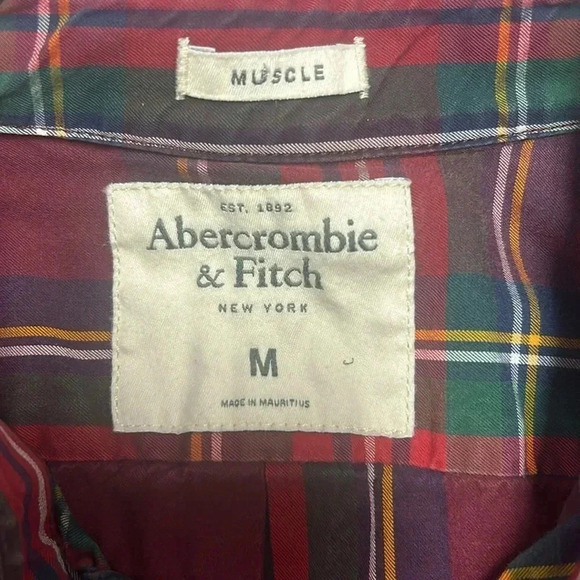 MUSCLE
EST. 1892
Abercrombie
& Fitch
NEW YORK
M
MADE IN MAURITIUS